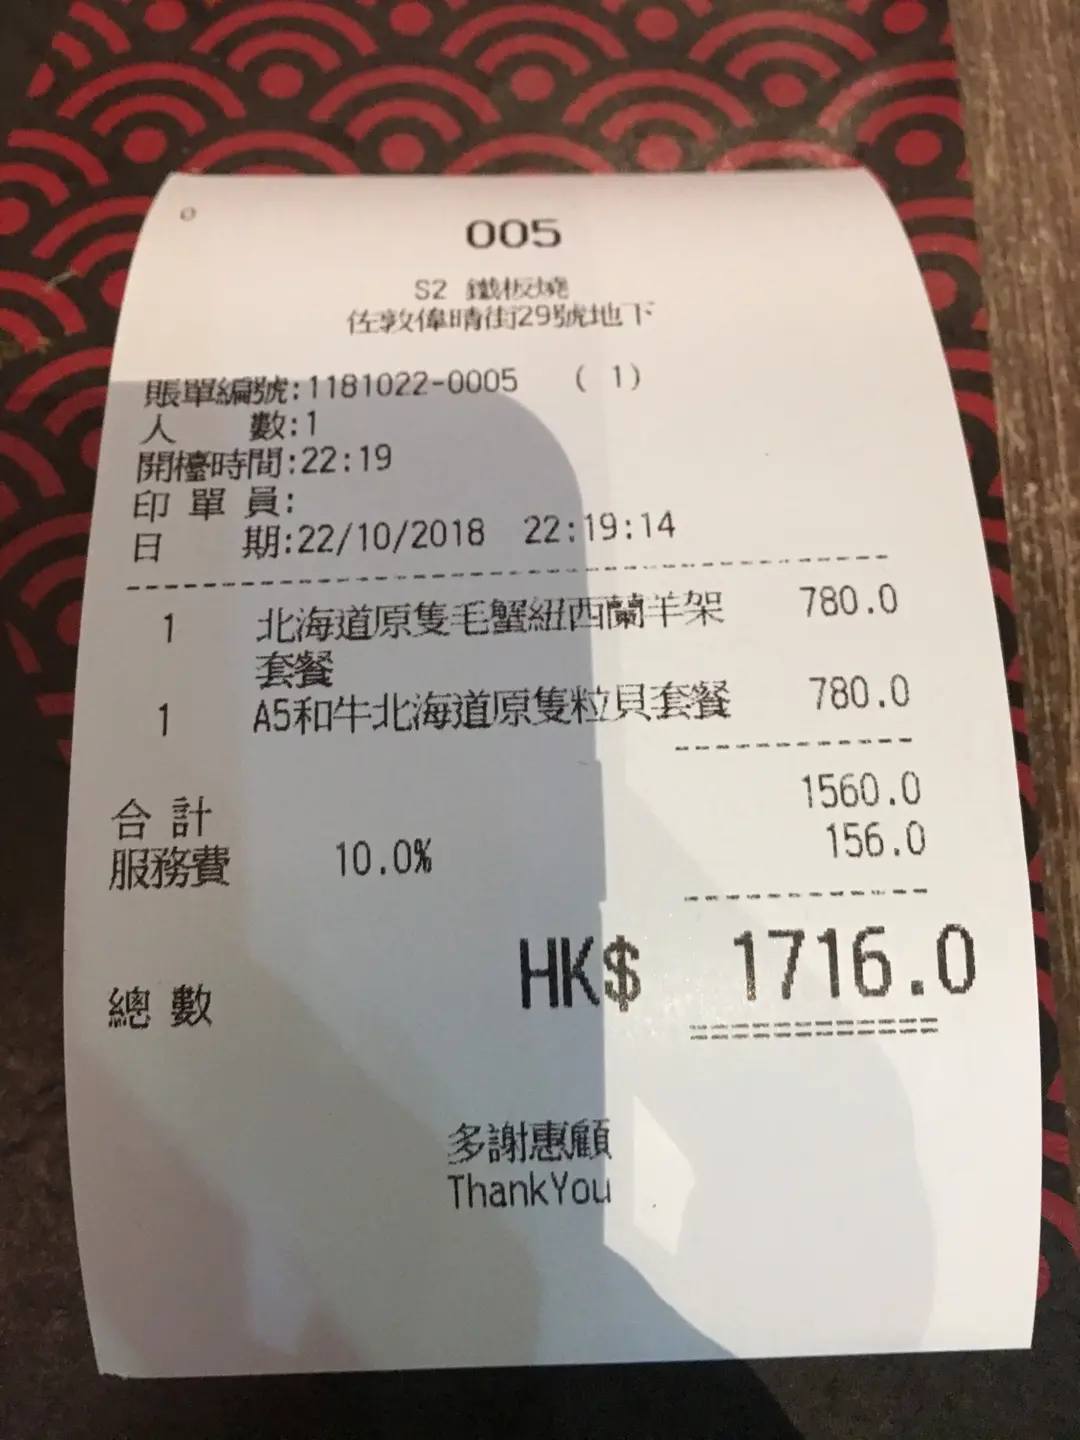 005
S2 鐵板燒
佐敦偉晴街29號地下
賬單編號:1181022-0005 ( 1)
人 數:1
開檯時間:22:19
印 單 員:
日 期:22/10/2018 22:19:14
1 北海道原隻毛蟹紐西蘭羊架 780.0
套餐
1 A5和牛北海道原隻粒貝套餐 780.0
合 計 1560.0
服務費 10.0% 156.0
總 數 HK$ 1716.0
多謝惠顧
ThankYou